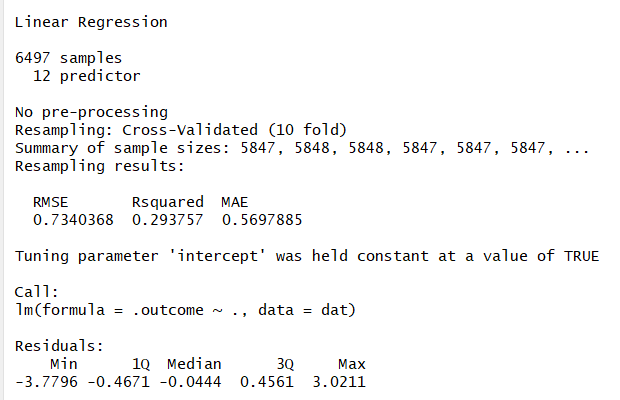 Linear Regression
6497 samples
12 predictor
No pre-processing
Resampling: Cross-Validated (10 fold)
Summary of sample sizes: 5847, 5848, 5848, 5847, 5847, 5847, ...
Resampling results:
RMSE Rsquared MAE
0.7340368 0.293757 0.5697885
Tuning parameter 'intercept' was held constant at a value of TRUE
Call:
lm(formula = .outcome ~ ., data = dat)
Residuals:
Min 1Q Median 3Q Max
-3.7796 -0.4671 -0.0444 0.4561 3.0211